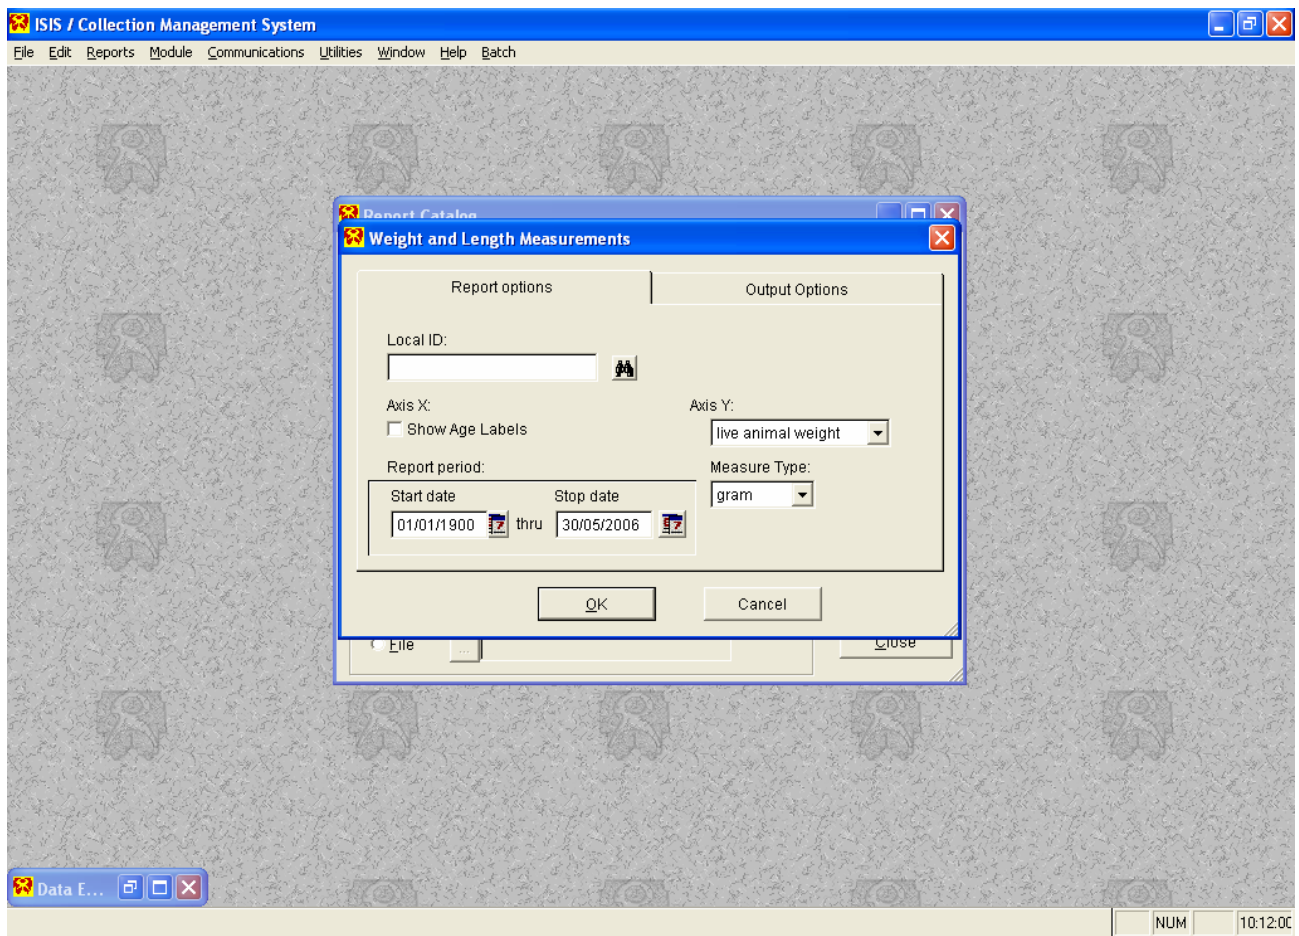 ISIS / Collection Management System
File Edit Reports Module Communications Utilities Window Help Batch
Report Catalog
Weight and Length Measurements
Report options Output Options
Local ID:
Axis X: Axis Y:
Show Age Labels live animal weight
Report period: Measure Type:
Start date Stop date gram
01/01/1900 thru 30/05/2006
OK Cancel
File ... Close
Data E...
NUM 10:12:00